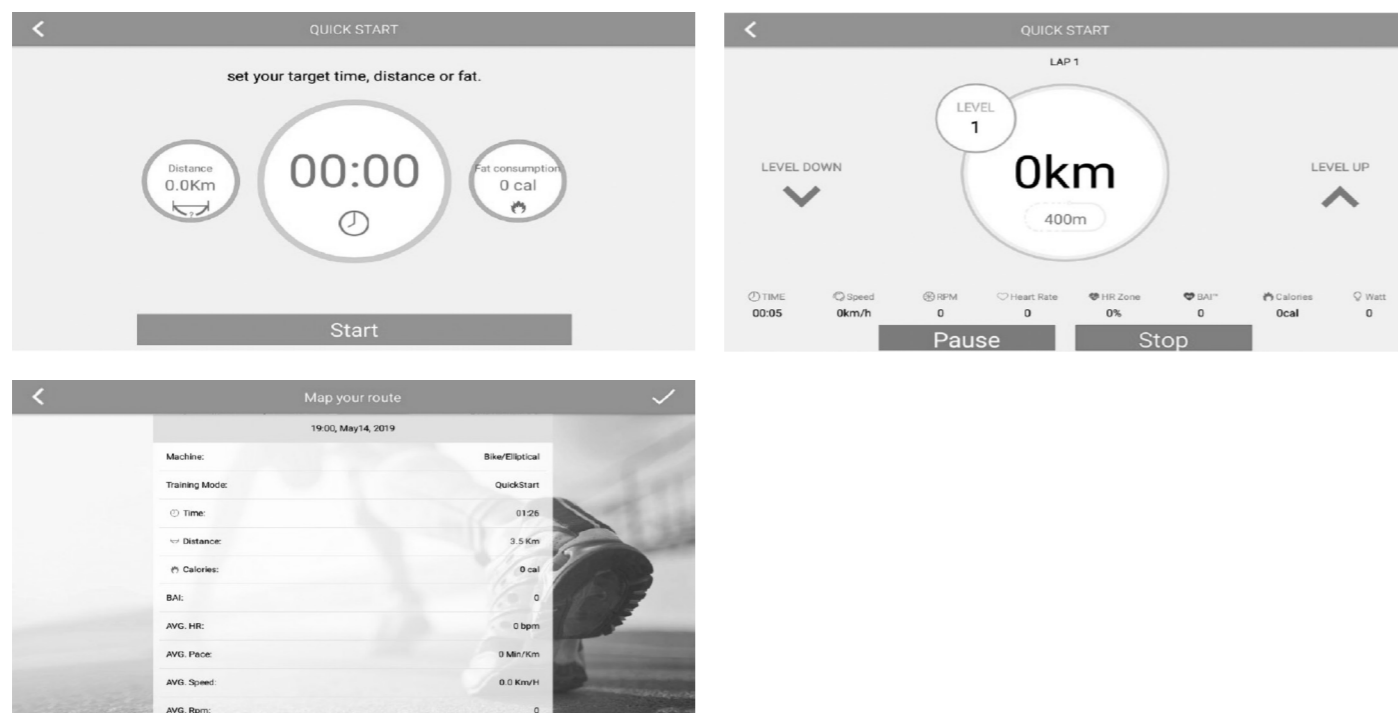 QUICK START
set your target time, distance or fat.
Distance
0.0Km
?
00:00
Fat consumption
0 cal
Start
QUICK START
LAP 1
LEVEL
1
LEVEL DOWN
0km
400m
LEVEL UP
TIME Speed RPM Heart Rate HR Zone BAI™ Calories Watt
00:05 0km/h 0 0 0% 0 0cal 0
Pause Stop
Map your route
19:00, May14, 2019
Machine: Bike/Elliptical
Training Mode: QuickStart
Time: 01:26
Distance: 3.5 Km
Calories: 0 cal
BAI: 0
AVG. HR: 0 bpm
AVG. Pace: 0 Min/Km
AVG. Speed: 0.0 Km/H
AVG. Rpm: 0